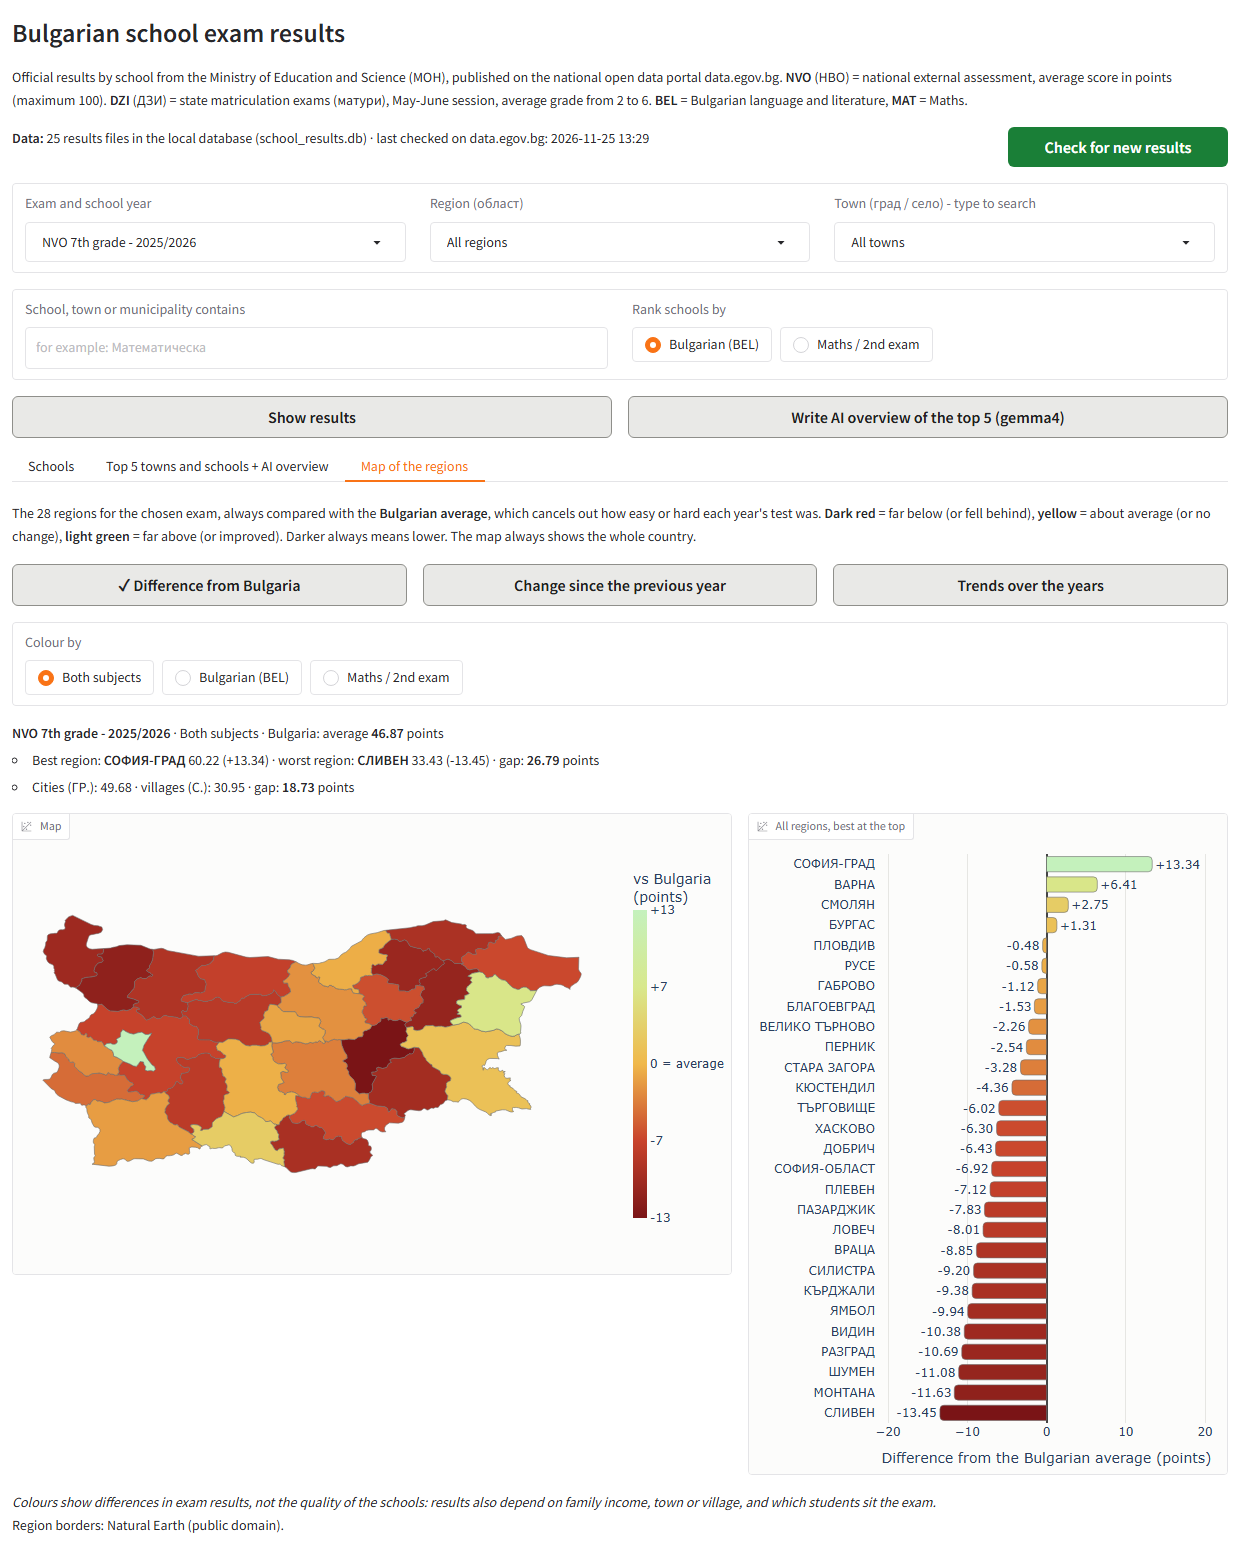 Bulgarian school exam results
Official results by school from the Ministry of Education and Science (МОН), published on the national open data portal data.egov.bg. NVO (НВО) = national external assessment, average score in points
(maximum 100). DZI (ДЗИ) = state matriculation exams (матури), May-June session, average grade from 2 to 6. BEL = Bulgarian language and literature, MAT = Maths.
Data: 25 results files in the local database (school_results.db) · last checked on data.egov.bg: 2026-11-25 13:29
Check for new results
Exam and school year
Region (област)
Town (град / село) - type to search
NVO 7th grade - 2025/2026
All regions
All towns
School, town or municipality contains
Rank schools by
for example: Математическа
Bulgarian (BEL)
Maths / 2nd exam
Show results
Write AI overview of the top 5 (gemma4)
Schools
Top 5 towns and schools + AI overview
Map of the regions
The 28 regions for the chosen exam, always compared with the Bulgarian average, which cancels out how easy or hard each year's test was. Dark red = far below (or fell behind), yellow = about average (or no
change), light green = far above (or improved). Darker always means lower. The map always shows the whole country.
✓ Difference from Bulgaria
Change since the previous year
Trends over the years
Colour by
Both subjects
Bulgarian (BEL)
Maths / 2nd exam
NVO 7th grade - 2025/2026 · Both subjects · Bulgaria: average 46.87 points
Best region: СОФИЯ-ГРАД 60.22 (+13.34) · worst region: СЛИВЕН 33.43 (-13.45) · gap: 26.79 points
Cities (ГР.): 49.68 · villages (С.): 30.95 · gap: 18.73 points
Map
vs Bulgaria
(points)
+13
+7
0 = average
-7
-13
All regions, best at the top
СОФИЯ-ГРАД +13.34
ВАРНА +6.41
СМОЛЯН +2.75
БУРГАС +1.31
ПЛОВДИВ -0.48
РУСЕ -0.58
ГАБРОВО -1.12
БЛАГОЕВГРАД -1.53
ВЕЛИКО ТЪРНОВО -2.26
ПЕРНИК -2.54
СТАРА ЗАГОРА -3.28
КЮСТЕНДИЛ -4.36
ТЪРГОВИЩЕ -6.02
ХАСКОВО -6.30
ДОБРИЧ -6.43
СОФИЯ-ОБЛАСТ -6.92
ПЛЕВЕН -7.12
ПАЗАРДЖИК -7.83
ЛОВЕЧ -8.01
ВРАЦА -8.85
СИЛИСТРА -9.20
КЪРДЖАЛИ -9.38
ЯМБОЛ -9.94
ВИДИН -10.38
РАЗГРАД -10.69
ШУМЕН -11.08
МОНТАНА -11.63
СЛИВЕН -13.45
−20 −10 0 10 20
Difference from the Bulgarian average (points)
Colours show differences in exam results, not the quality of the schools: results also depend on family income, town or village, and which students sit the exam.
Region borders: Natural Earth (public domain).